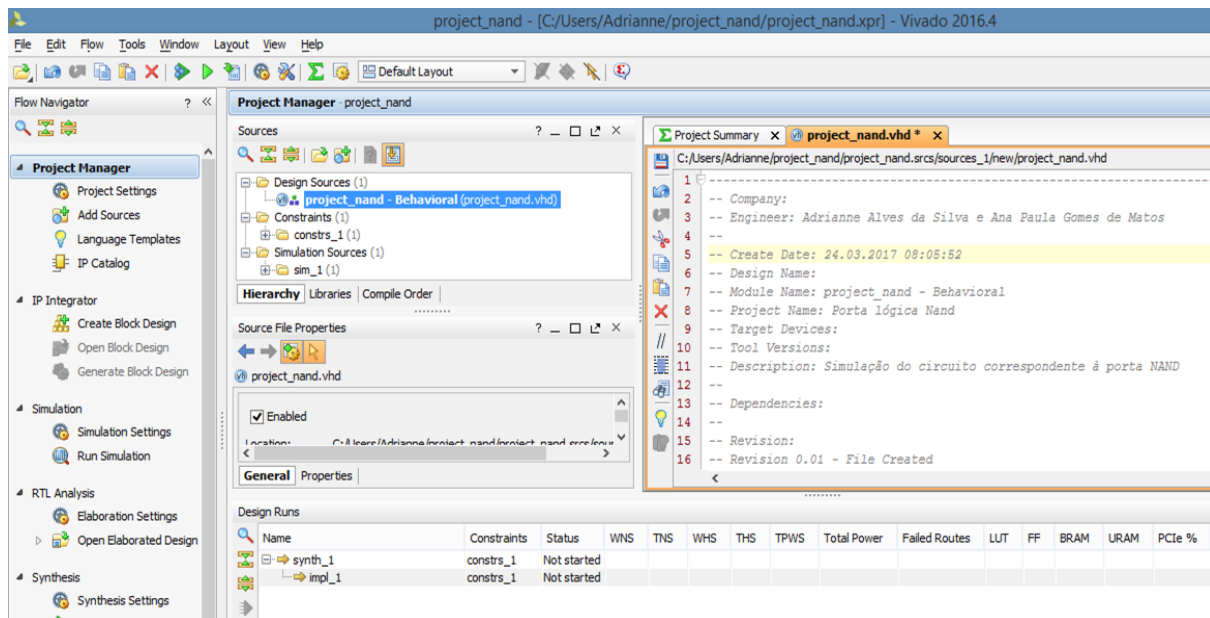 project_nand - [C:/Users/Adrianne/project_nand/project_nand.xpr] - Vivado 2016.4
File Edit Flow Tools Window Layout View Help
Default Layout
Flow Navigator
Project Manager
Project Settings
Add Sources
Language Templates
IP Catalog
IP Integrator
Create Block Design
Open Block Design
Generate Block Design
Simulation
Simulation Settings
Run Simulation
RTL Analysis
Elaboration Settings
Open Elaborated Design
Synthesis
Synthesis Settings
Project Manager - project_nand
Sources
Design Sources (1)
project_nand - Behavioral (project_nand.vhd)
Constraints (1)
constrs_1 (1)
Simulation Sources (1)
sim_1 (1)
Hierarchy Libraries Compile Order
Source File Properties
project_nand.vhd
Enabled
Location: C:/Users/Adrianne/project_nand/project_nand.srcs/sour
General Properties
Project Summary project_nand.vhd *
C:/Users/Adrianne/project_nand/project_nand.srcs/sources_1/new/project_nand.vhd
1 ----------------------------------------------------------------------------------
2 -- Company:
3 -- Engineer: Adrianne Alves da Silva e Ana Paula Gomes de Matos
4 --
5 -- Create Date: 24.03.2017 08:05:52
6 -- Design Name:
7 -- Module Name: project_nand - Behavioral
8 -- Project Name: Porta lógica Nand
9 -- Target Devices:
10 -- Tool Versions:
11 -- Description: Simulação do circuito correspondente à porta NAND
12 --
13 -- Dependencies:
14 --
15 -- Revision:
16 -- Revision 0.01 - File Created
Design Runs
Name Constraints Status WNS TNS WHS THS TPWS Total Power Failed Routes LUT FF BRAM URAM PCIe %
synth_1 constrs_1 Not started
impl_1 constrs_1 Not started